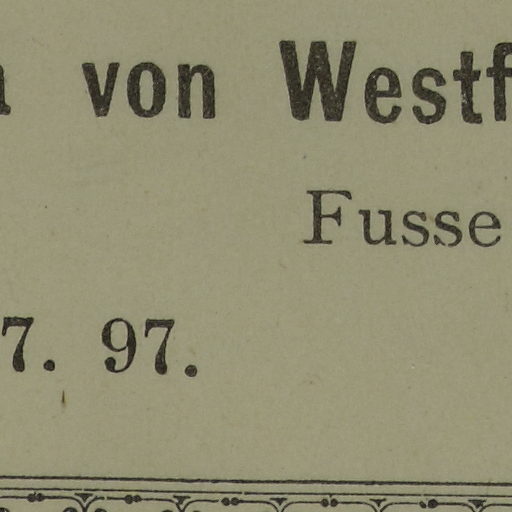 a von Westf
Fusse
7. 97.